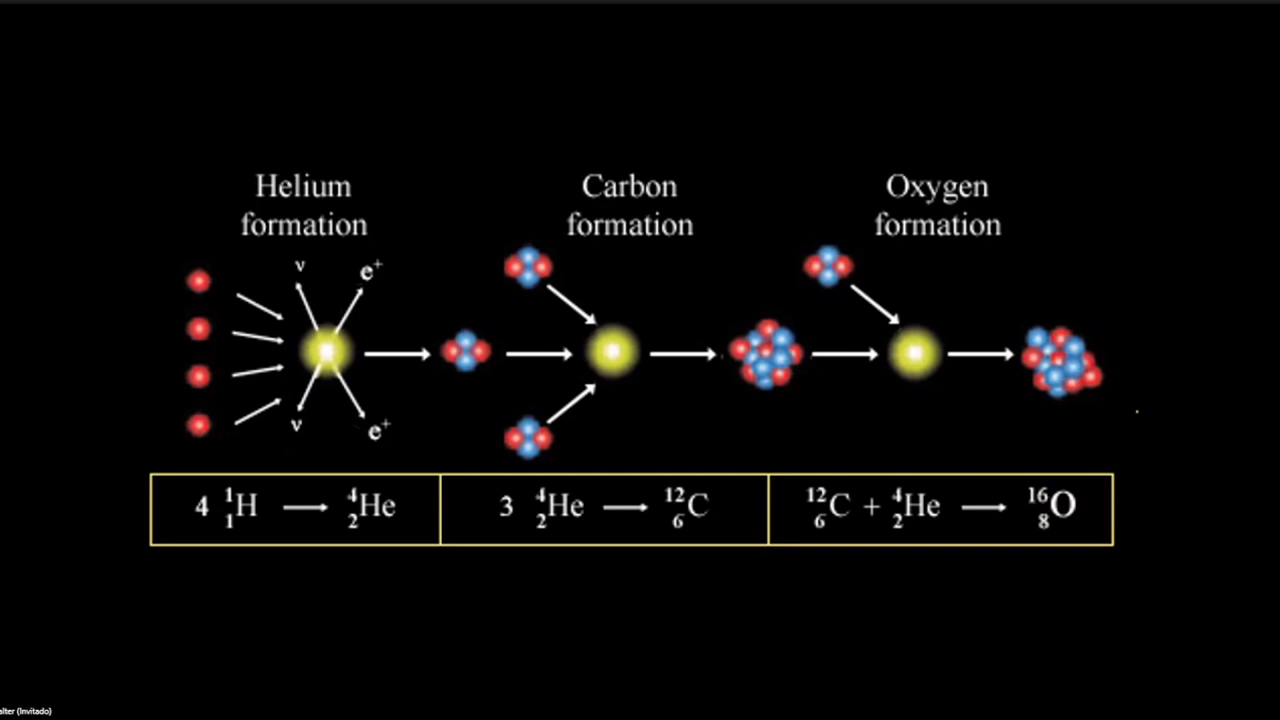 Helium
formation
Carbon
formation
Oxygen
formation
ν
e⁺
ν
e⁺
4 ¹₁H ⟶ ⁴₂He
3 ⁴₂He ⟶ ¹²₆C
¹²₆C + ⁴₂He ⟶ ¹⁶₈O
(Invitado)